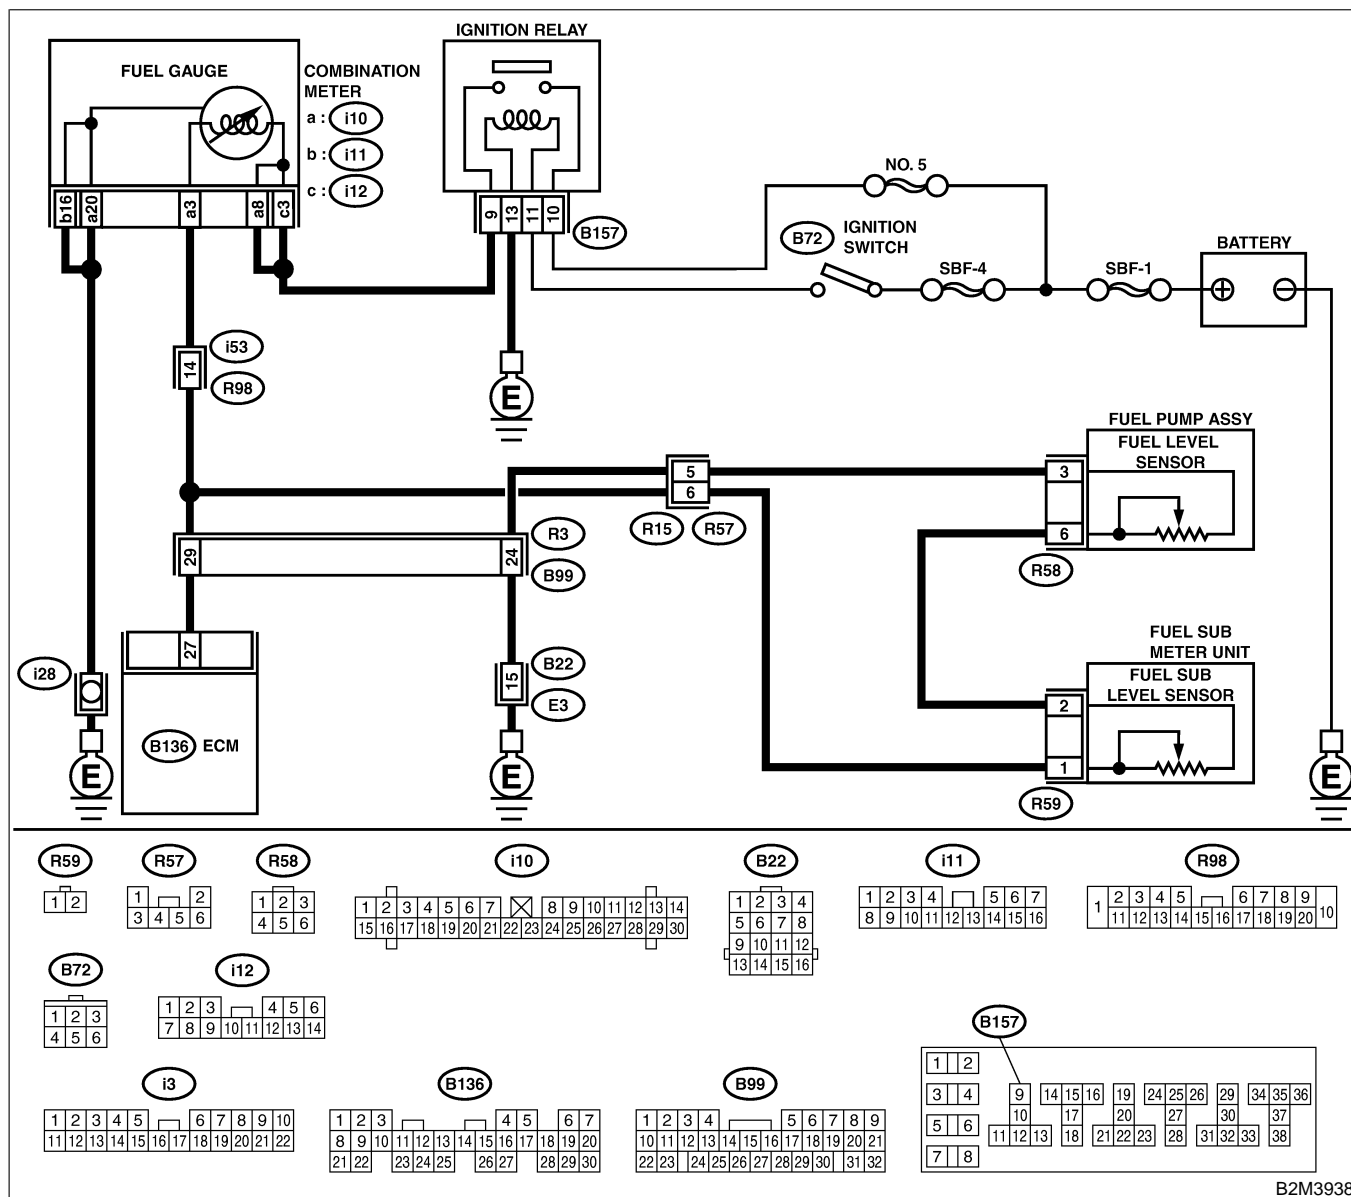 IGNITION RELAY
FUEL GAUGE
COMBINATION
METER
a : i10
b : i11
c : i12
b16 a20 a3 a8 c3
9 13 11 10
B157
NO. 5
B72
IGNITION
SWITCH
SBF-4
SBF-1
BATTERY
i53
14
R98
E
FUEL PUMP ASSY
FUEL LEVEL
SENSOR
5
6
3
6
R15
R57
R58
R3
29
24
B99
27
i28
B22
15
E3
B136 ECM
E
E
FUEL SUB
METER UNIT
FUEL SUB
LEVEL SENSOR
2
1
R59
E
R59
1 2
R57
1 2
3 4 5 6
R58
1 2 3
4 5 6
i10
1 2 3 4 5 6 7 8 9 10 11 12 13 14
15 16 17 18 19 20 21 22 23 24 25 26 27 28 29 30
B22
1 2 3 4
5 6 7 8
9 10 11 12
13 14 15 16
i11
1 2 3 4 5 6 7
8 9 10 11 12 13 14 15 16
R98
1 2 3 4 5 6 7 8 9 10
11 12 13 14 15 16 17 18 19 20
B72
1 2 3
4 5 6
i12
1 2 3 4 5 6
7 8 9 10 11 12 13 14
B157
1 2
3 4
5 6
7 8
9 14 15 16 19 24 25 26 29 34 35 36
10 17 20 27 30 37
11 12 13 18 21 22 23 28 31 32 33 38
i3
1 2 3 4 5 6 7 8 9 10
11 12 13 14 15 16 17 18 19 20 21 22
B136
1 2 3 4 5 6 7
8 9 10 11 12 13 14 15 16 17 18 19 20
21 22 23 24 25 26 27 28 29 30
B99
1 2 3 4 5 6 7 8 9
10 11 12 13 14 15 16 17 18 19 20 21
22 23 24 25 26 27 28 29 30 31 32
B2M3938